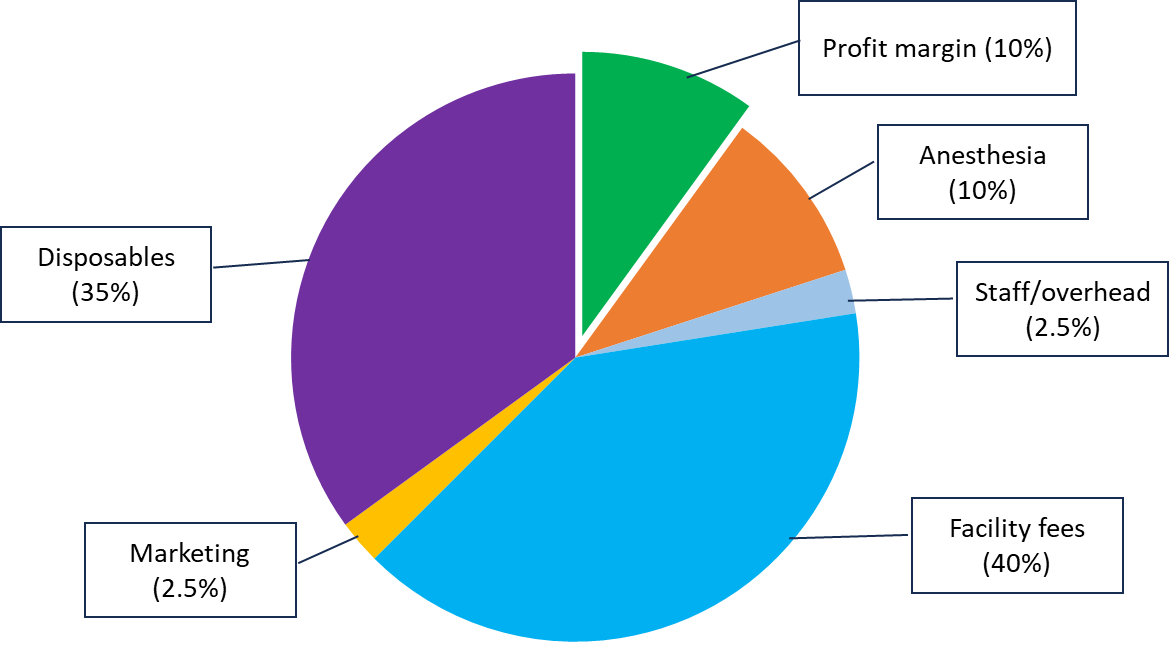 Profit margin (10%)
Anesthesia
(10%)
Staff/overhead
(2.5%)
Facility fees
(40%)
Marketing
(2.5%)
Disposables
(35%)